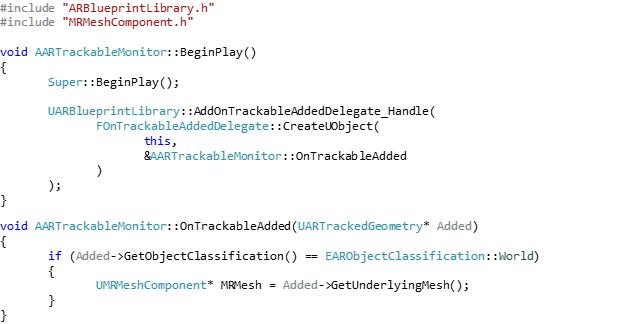 #include "ARBlueprintLibrary.h"
#include "MRMeshComponent.h"
void AARTrackableMonitor::BeginPlay()
{
Super::BeginPlay();
UARBlueprintLibrary::AddOnTrackableAddedDelegate_Handle(
FOnTrackableAddedDelegate::CreateUObject(
this,
&AARTrackableMonitor::OnTrackableAdded
)
);
}
void AARTrackableMonitor::OnTrackableAdded(UARTrackedGeometry* Added)
{
if (Added->GetObjectClassification() == EARObjectClassification::World)
{
UMRMeshComponent* MRMesh = Added->GetUnderlyingMesh();
}
}